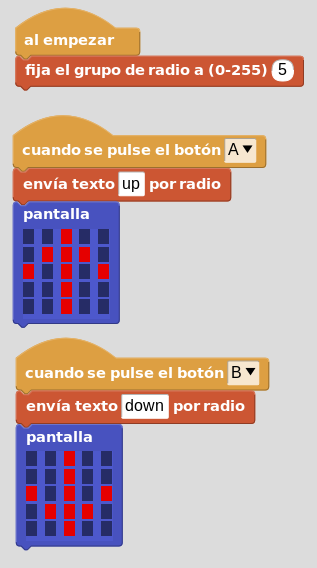 al empezar
fija el grupo de radio a (0-255) 5
cuando se pulse el botón A
envía texto up por radio
pantalla
cuando se pulse el botón B
envía texto down por radio
pantalla